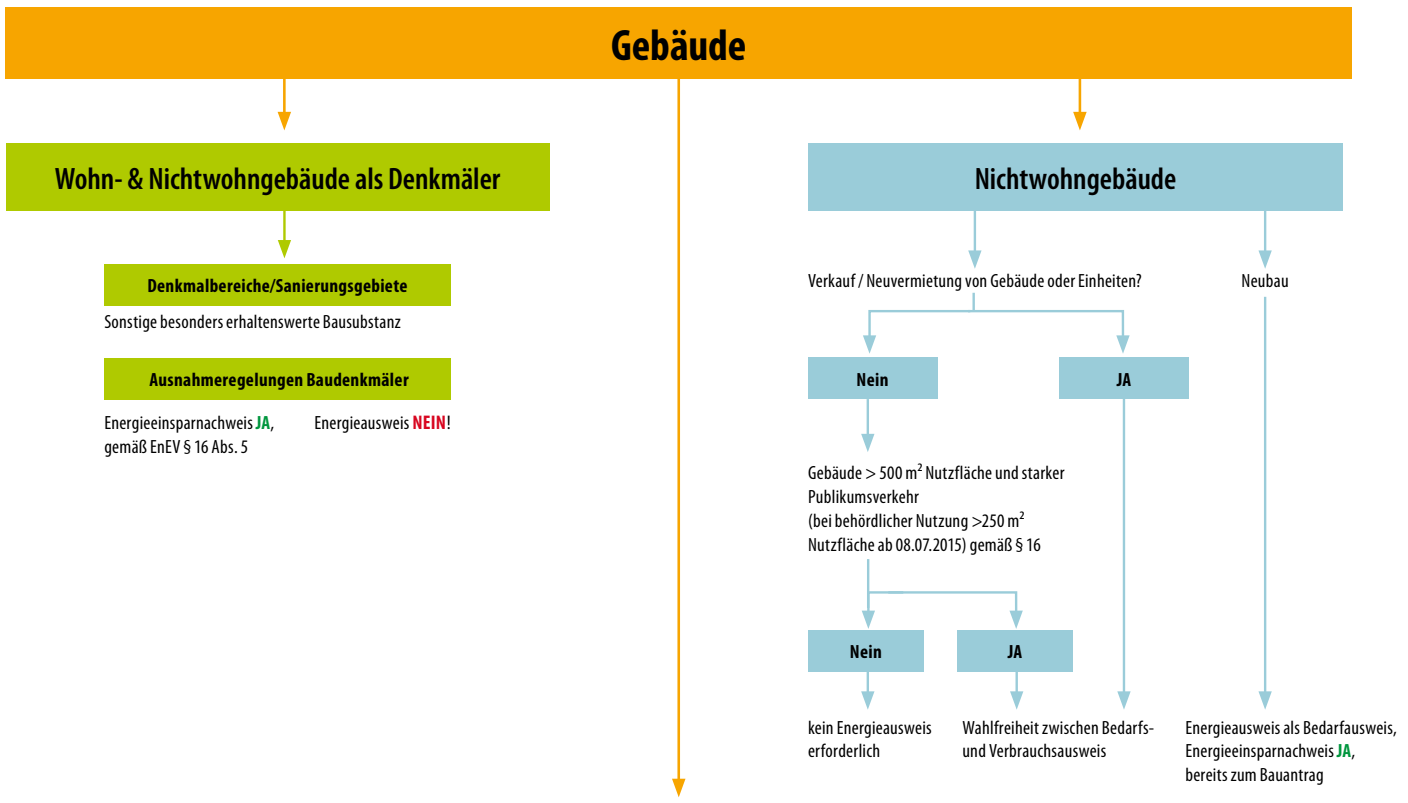 Gebäude
Wohn- & Nichtwohngebäude als Denkmäler
Denkmalbereiche/Sanierungsgebiete
Sonstige besonders erhaltenswerte Bausubstanz
Ausnahmeregelungen Baudenkmäler
Energieeinsparnachweis JA,
gemäß EnEV § 16 Abs. 5
Energieausweis NEIN!
Nichtwohngebäude
Verkauf / Neuvermietung von Gebäude oder Einheiten?
Neubau
Nein
JA
Gebäude > 500 m² Nutzfläche und starker
Publikumsverkehr
(bei behördlicher Nutzung >250 m²
Nutzfläche ab 08.07.2015) gemäß § 16
Nein
JA
kein Energieausweis
erforderlich
Wahlfreiheit zwischen Bedarfs-
und Verbrauchsausweis
Energieausweis als Bedarfausweis,
Energieeinsparnachweis JA,
bereits zum Bauantrag